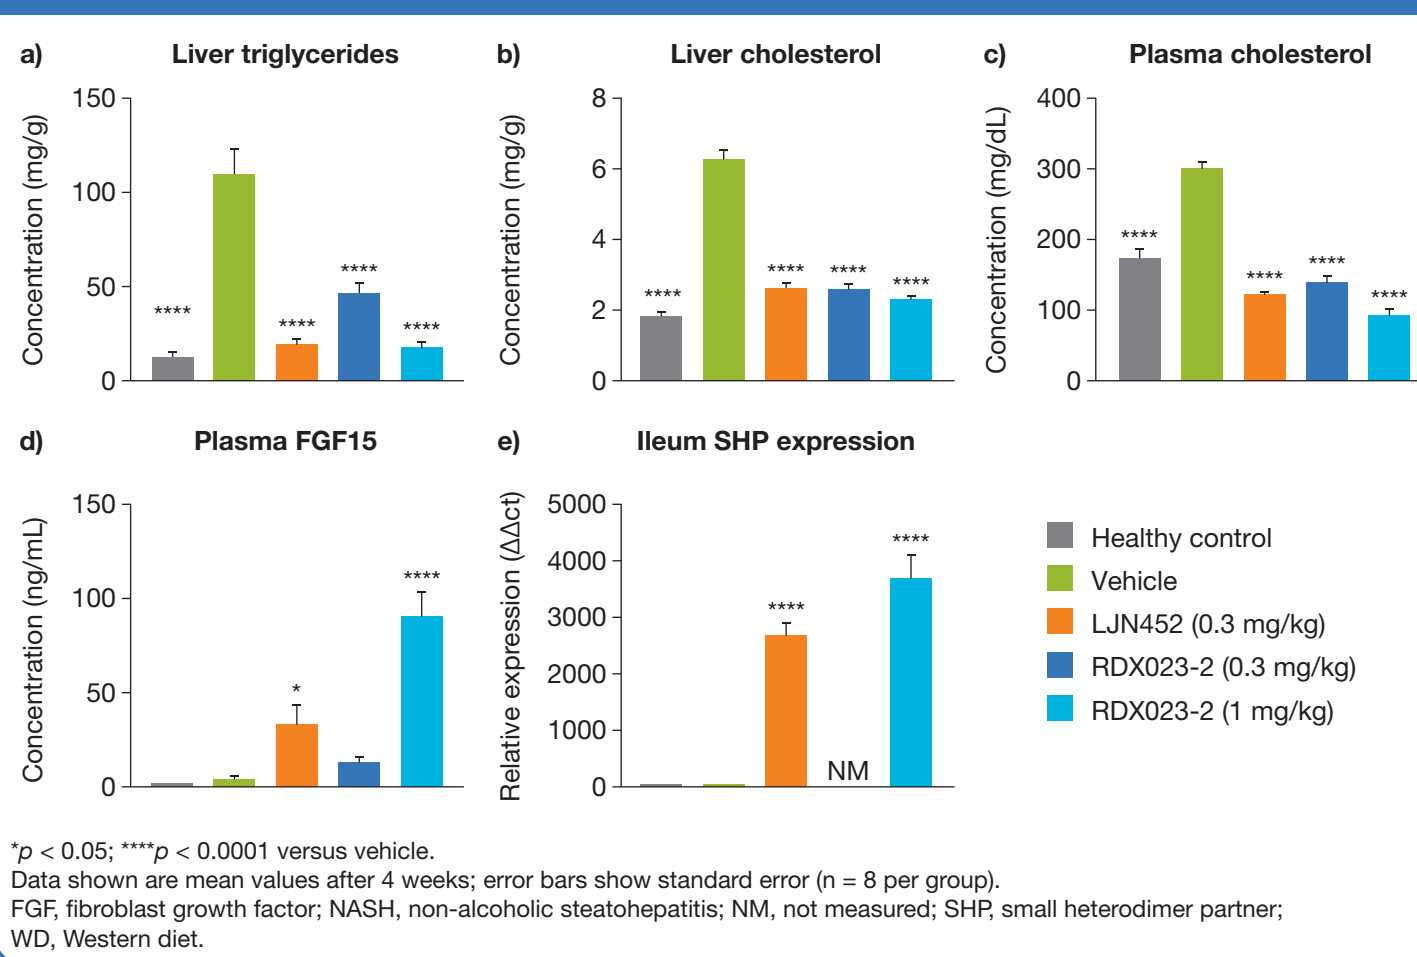 a) Liver triglycerides
Concentration (mg/g)
150
100
50
0
****
****
****
****
b) Liver cholesterol
Concentration (mg/g)
8
6
4
2
0
****
****
****
****
c) Plasma cholesterol
Concentration (mg/dL)
400
300
200
100
0
****
****
****
****
d) Plasma FGF15
Concentration (ng/mL)
150
100
50
0
*
****
e) Ileum SHP expression
Relative expression (ΔΔct)
5000
4000
3000
2000
1000
0
****
NM
****
Healthy control
Vehicle
LJN452 (0.3 mg/kg)
RDX023-2 (0.3 mg/kg)
RDX023-2 (1 mg/kg)
*p < 0.05; ****p < 0.0001 versus vehicle.
Data shown are mean values after 4 weeks; error bars show standard error (n = 8 per group).
FGF, fibroblast growth factor; NASH, non-alcoholic steatohepatitis; NM, not measured; SHP, small heterodimer partner;
WD, Western diet.